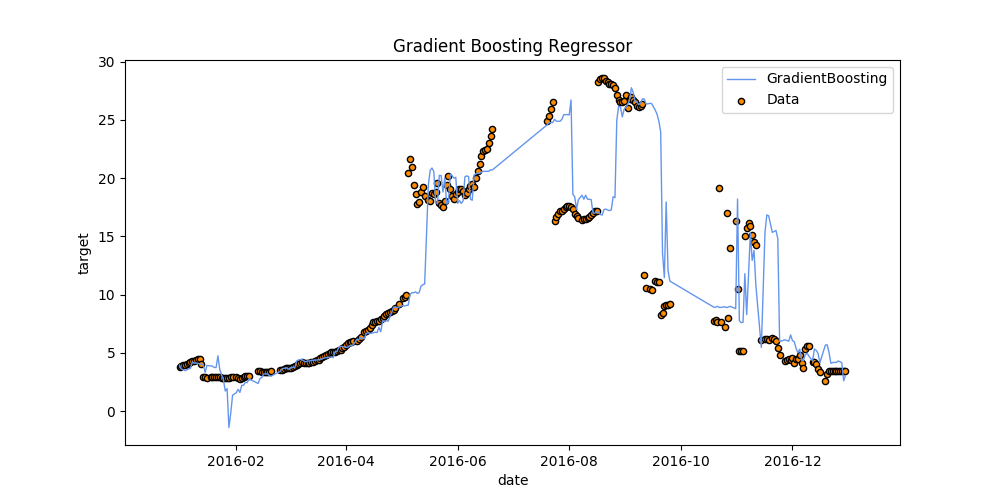 Gradient Boosting Regressor
30
25
20
15
10
5
0
target
GradientBoosting
Data
2016-02
2016-04
2016-06
2016-08
2016-10
2016-12
date